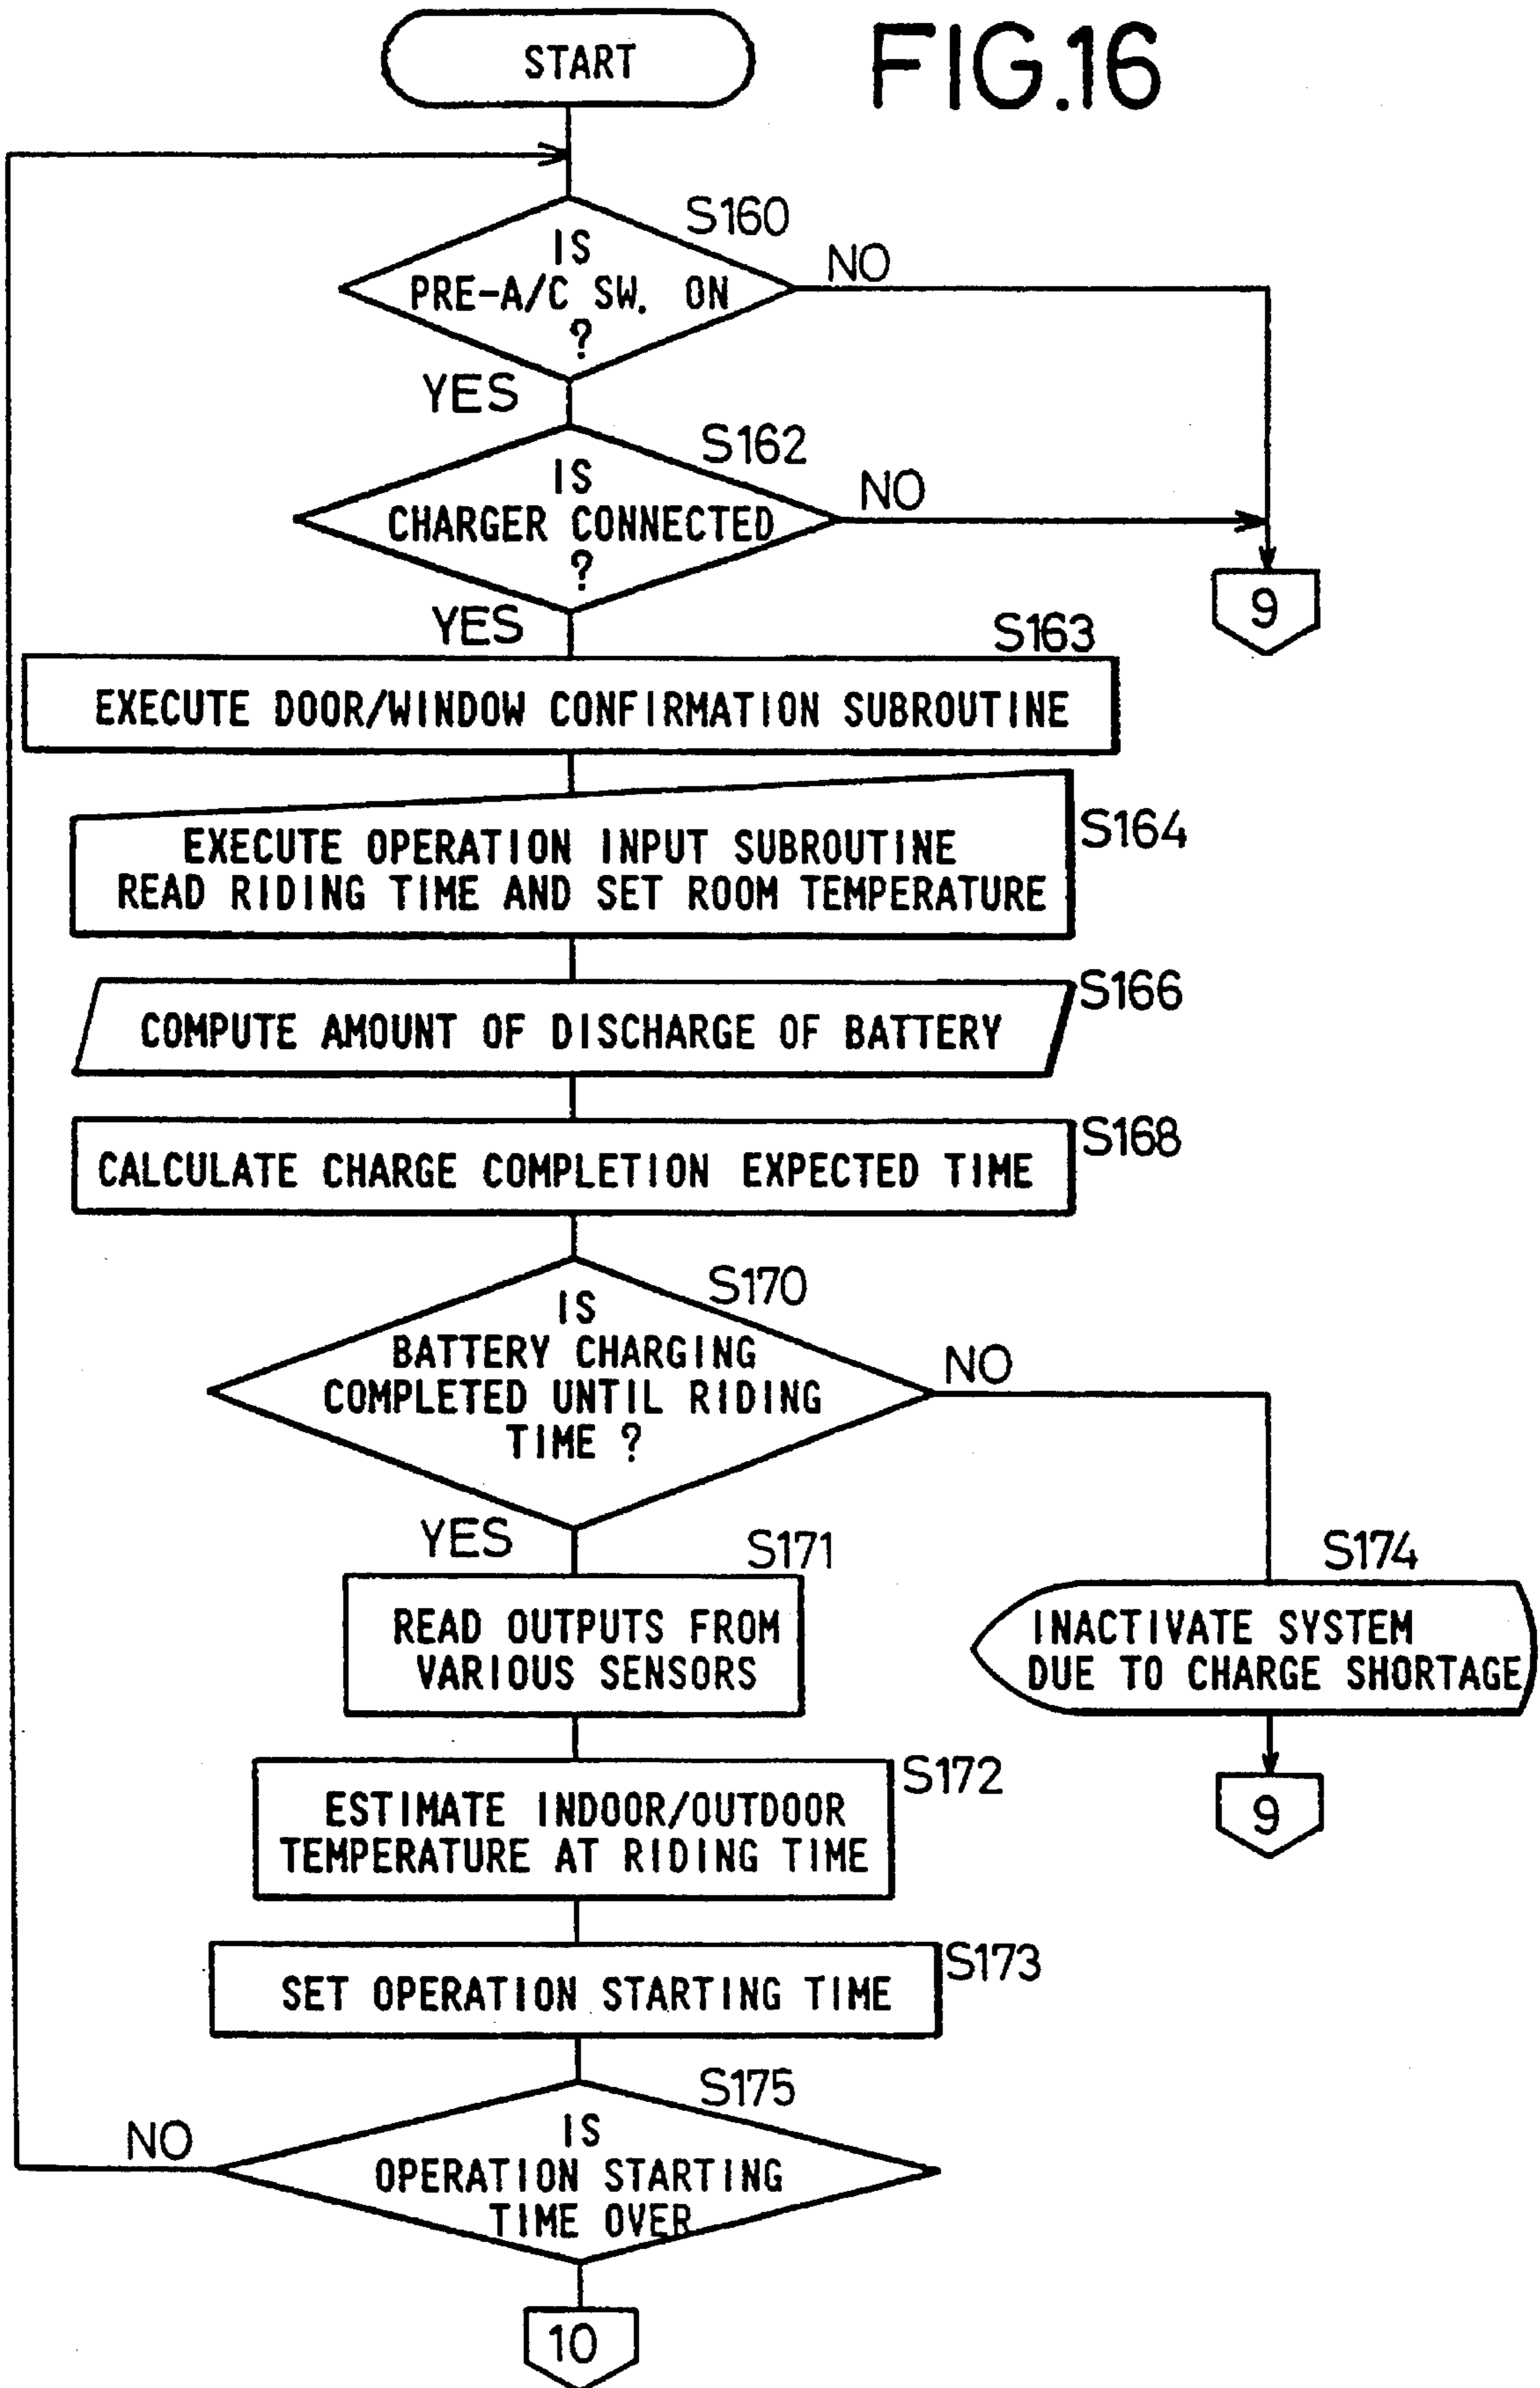 START
FIG.16
S160
IS
PRE-A/C SW. ON
?
NO
YES
S162
IS
CHARGER CONNECTED
?
NO
9
YES
S163
EXECUTE DOOR/WINDOW CONFIRMATION SUBROUTINE
S164
EXECUTE OPERATION INPUT SUBROUTINE
READ RIDING TIME AND SET ROOM TEMPERATURE
S166
COMPUTE AMOUNT OF DISCHARGE OF BATTERY
S168
CALCULATE CHARGE COMPLETION EXPECTED TIME
S170
IS
BATTERY CHARGING
COMPLETED UNTIL RIDING
TIME ?
NO
YES
S171
READ OUTPUTS FROM
VARIOUS SENSORS
S174
INACTIVATE SYSTEM
DUE TO CHARGE SHORTAGE
9
S172
ESTIMATE INDOOR/OUTDOOR
TEMPERATURE AT RIDING TIME
S173
SET OPERATION STARTING TIME
S175
IS
OPERATION STARTING
TIME OVER
NO
10